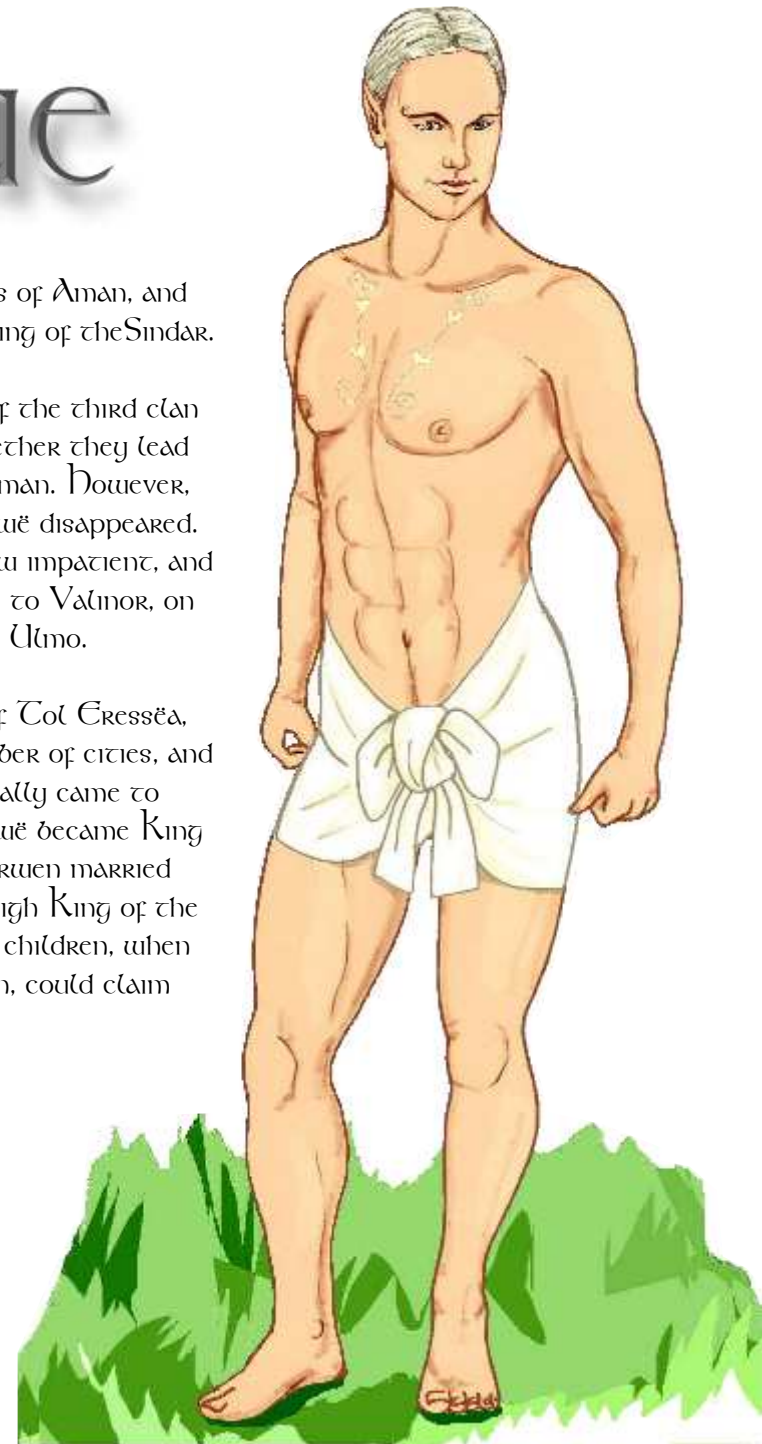 ue
s of Aman, and
ing of theSindar.
f the third clan
ether they lead
man. However,
uë disappeared.
w impatient, and
to Valinor, on
Ulmo.
f Tol Eressëa,
ber of cities, and
ally came to
uë became King
rwen married
igh King of the
children, when
n, could claim